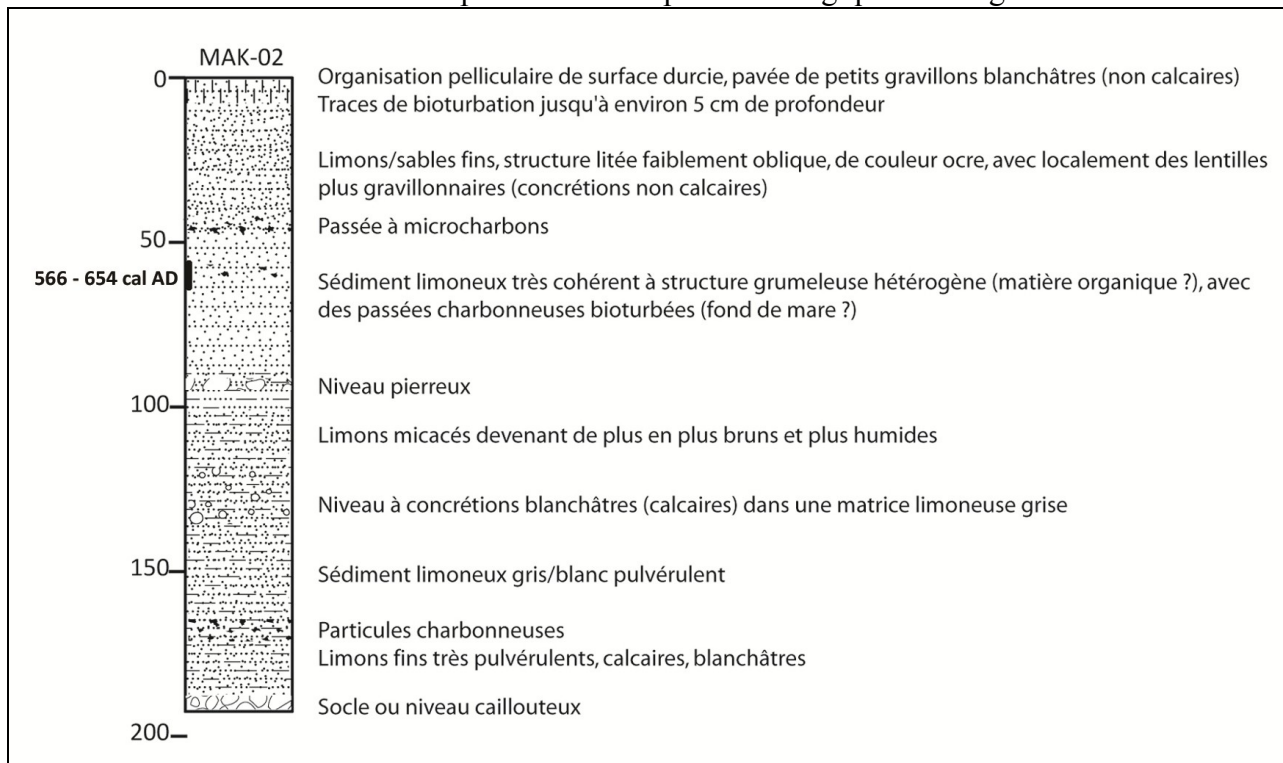 MAK-02
0
Organisation pelliculaire de surface durcie, pavée de petits gravillons blanchâtres (non calcaires)
Traces de bioturbation jusqu'à environ 5 cm de profondeur
Limons/sables fins, structure litée faiblement oblique, de couleur ocre, avec localement des lentilles
plus gravillonnaires (concrétions non calcaires)
Passée à microcharbons
50
566 - 654 cal AD
Sédiment limoneux très cohérent à structure grumeleuse hétérogène (matière organique ?), avec
des passées charbonneuses bioturbées (fond de mare ?)
Niveau pierreux
100
Limons micacés devenant de plus en plus bruns et plus humides
Niveau à concrétions blanchâtres (calcaires) dans une matrice limoneuse grise
150
Sédiment limoneux gris/blanc pulvérulent
Particules charbonneuses
Limons fins très pulvérulents, calcaires, blanchâtres
Socle ou niveau caillouteux
200